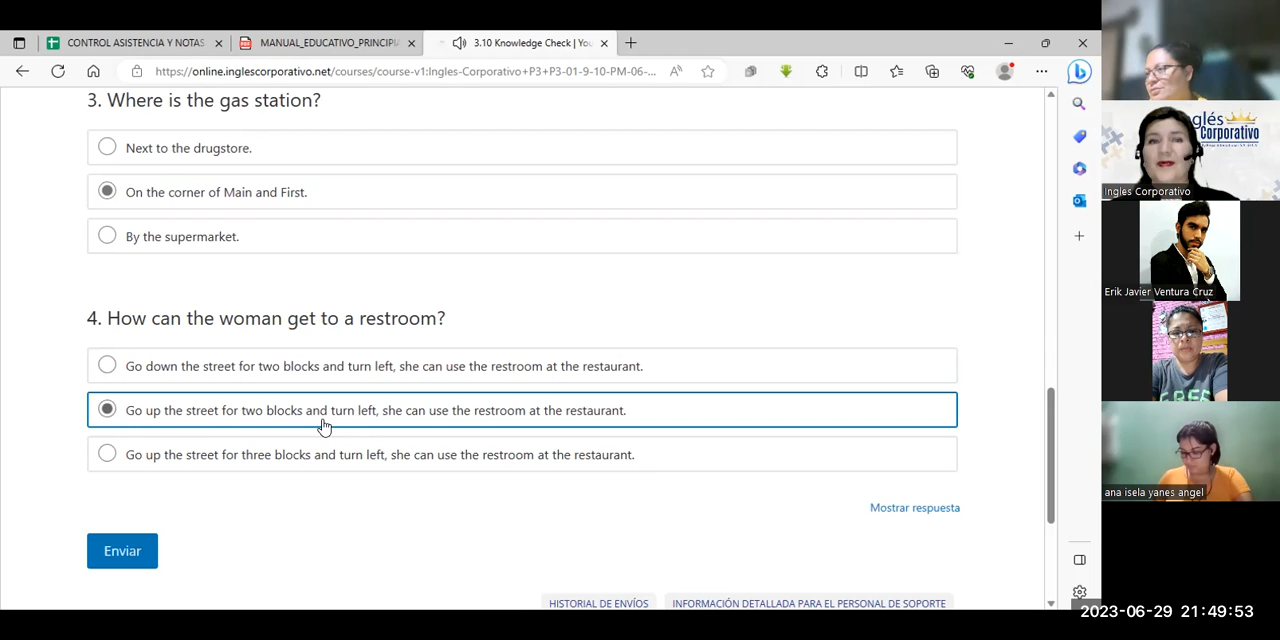 CONTROL ASISTENCIA Y NOTAS
MANUAL_EDUCATIVO_PRINCIPIA
3.10 Knowledge Check | You
https://online.inglescorporativo.net/courses/course-v1:Ingles-Corporativo+P3+P3-01-9-10-PM-06-...
3. Where is the gas station?
Next to the drugstore.
On the corner of Main and First.
By the supermarket.
4. How can the woman get to a restroom?
Go down the street for two blocks and turn left, she can use the restroom at the restaurant.
Go up the street for two blocks and turn left, she can use the restroom at the restaurant.
Go up the street for three blocks and turn left, she can use the restroom at the restaurant.
Mostrar respuesta
Enviar
HISTORIAL DE ENVÍOS
INFORMACIÓN DETALLADA PARA EL PERSONAL DE SOPORTE
glés
Corporativo
Ingles Corporativo
Erik Javier Ventura Cruz
ana isela yanes angel
2023-06-29 21:49:53